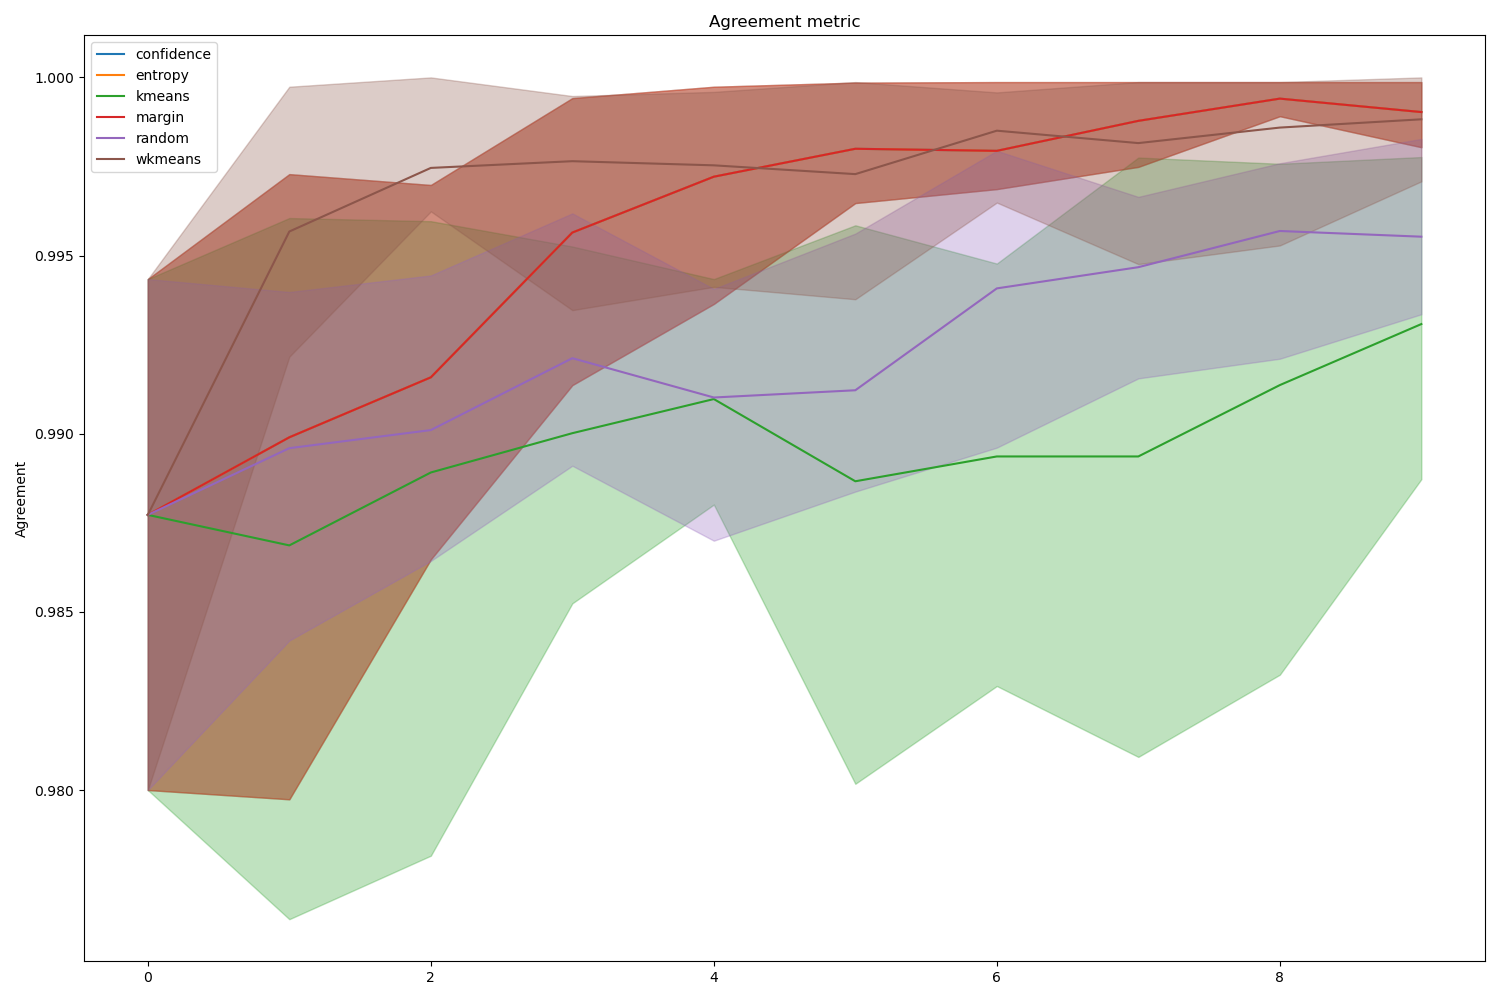 Agreement metric
confidence
entropy
kmeans
margin
random
wkmeans
1.000
0.995
0.990
0.985
0.980
Agreement
0 2 4 6 8